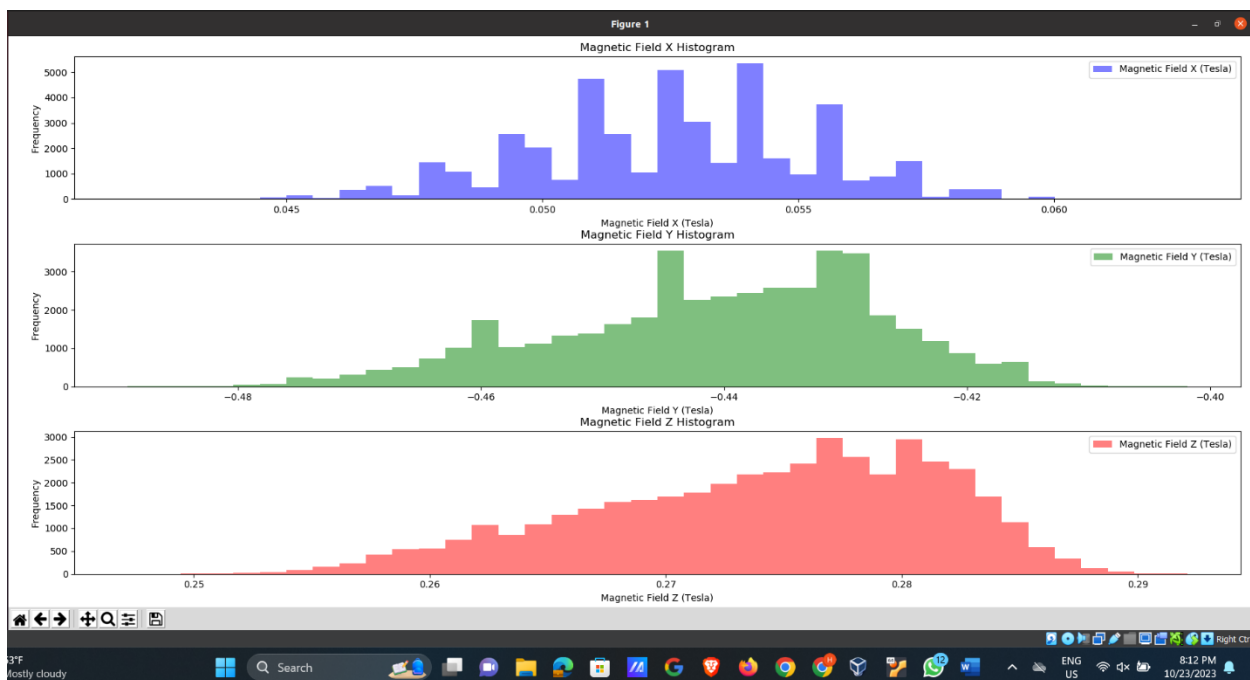 Figure 1
Magnetic Field X Histogram
Magnetic Field X (Tesla)
5000
4000
3000
2000
1000
0
Frequency
0.045 0.050 0.055 0.060
Magnetic Field X (Tesla)
Magnetic Field Y Histogram
Magnetic Field Y (Tesla)
3000
2000
1000
0
Frequency
−0.48 −0.46 −0.44 −0.42 −0.40
Magnetic Field Y (Tesla)
Magnetic Field Z Histogram
Magnetic Field Z (Tesla)
3000
2500
2000
1500
1000
500
0
Frequency
0.25 0.26 0.27 0.28 0.29
Magnetic Field Z (Tesla)
Right Ctrl
3°F
Mostly cloudy
Search
12
ENG
US
8:12 PM
10/23/2023